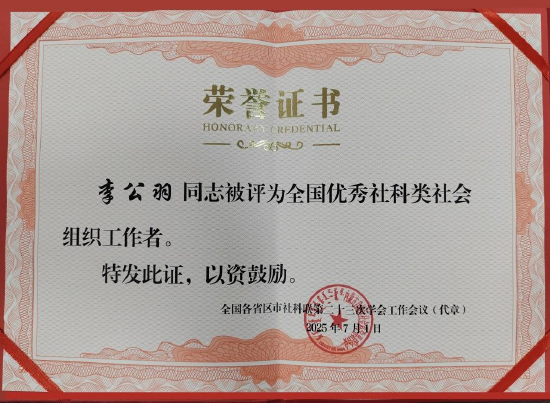 荣誉证书
HONORARY CREDENTIAL
李公羽 同志被评为全国优秀社科类社会
组织工作者。
特发此证，以资鼓励。
全国各省区市社科联第二十三次学会工作会议（代章）
2025年7月1日